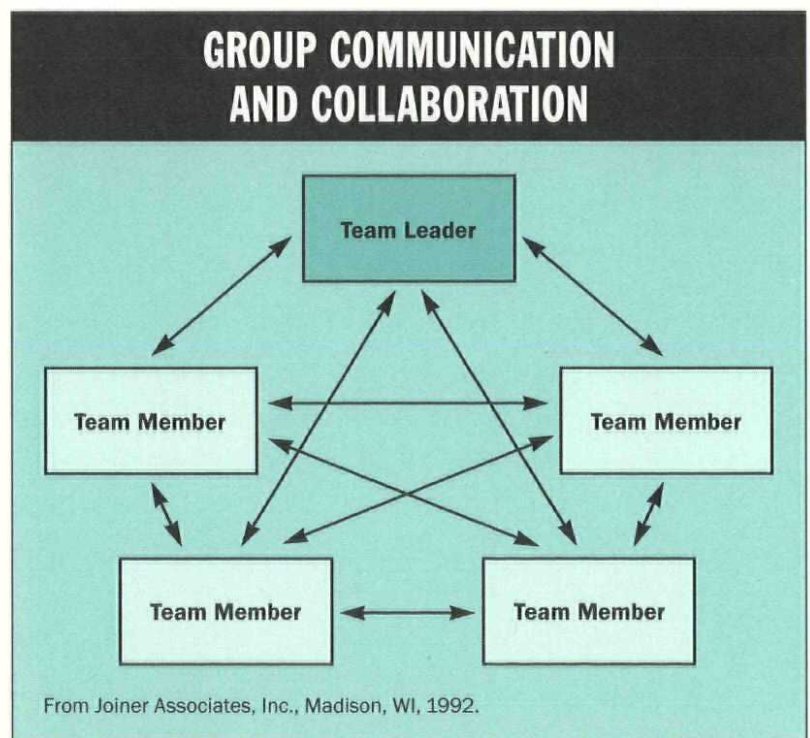 GROUP COMMUNICATION
AND COLLABORATION
Team Leader
Team Member
Team Member
Team Member
Team Member
From Joiner Associates, Inc., Madison, WI, 1992.